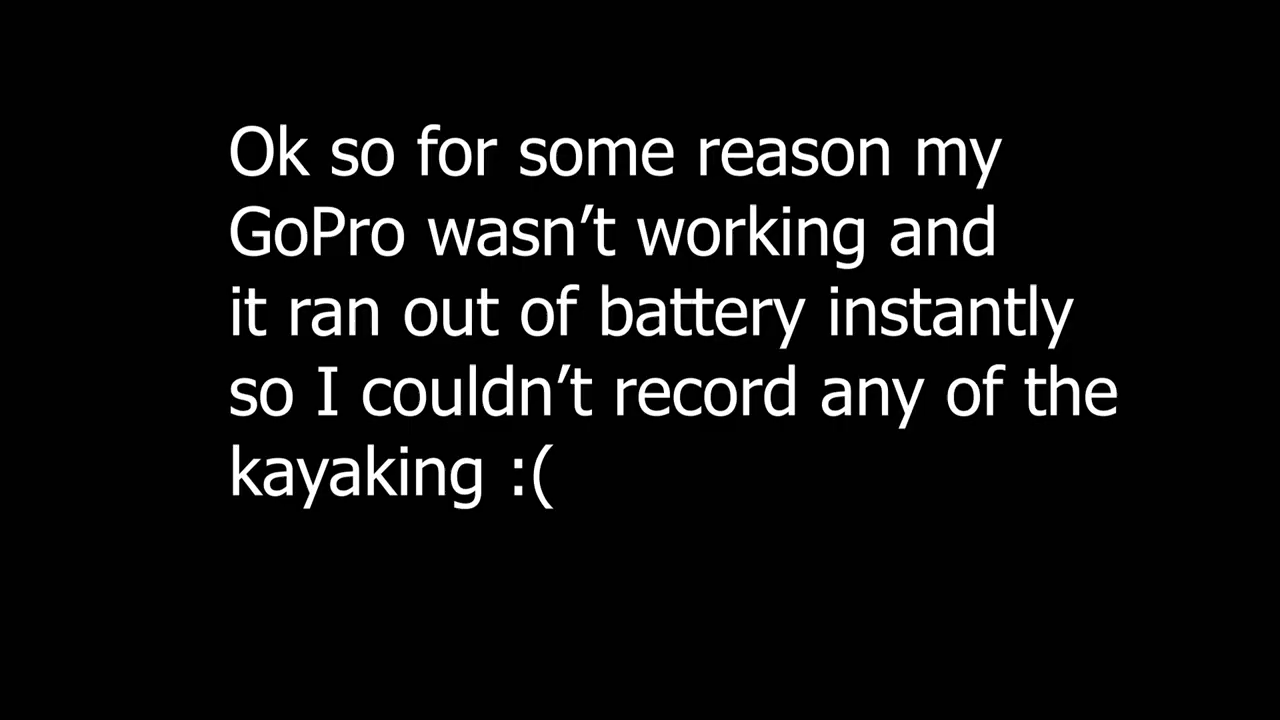 Ok so for some reason my
GoPro wasn’t working and
it ran out of battery instantly
so I couldn’t record any of the
kayaking :(